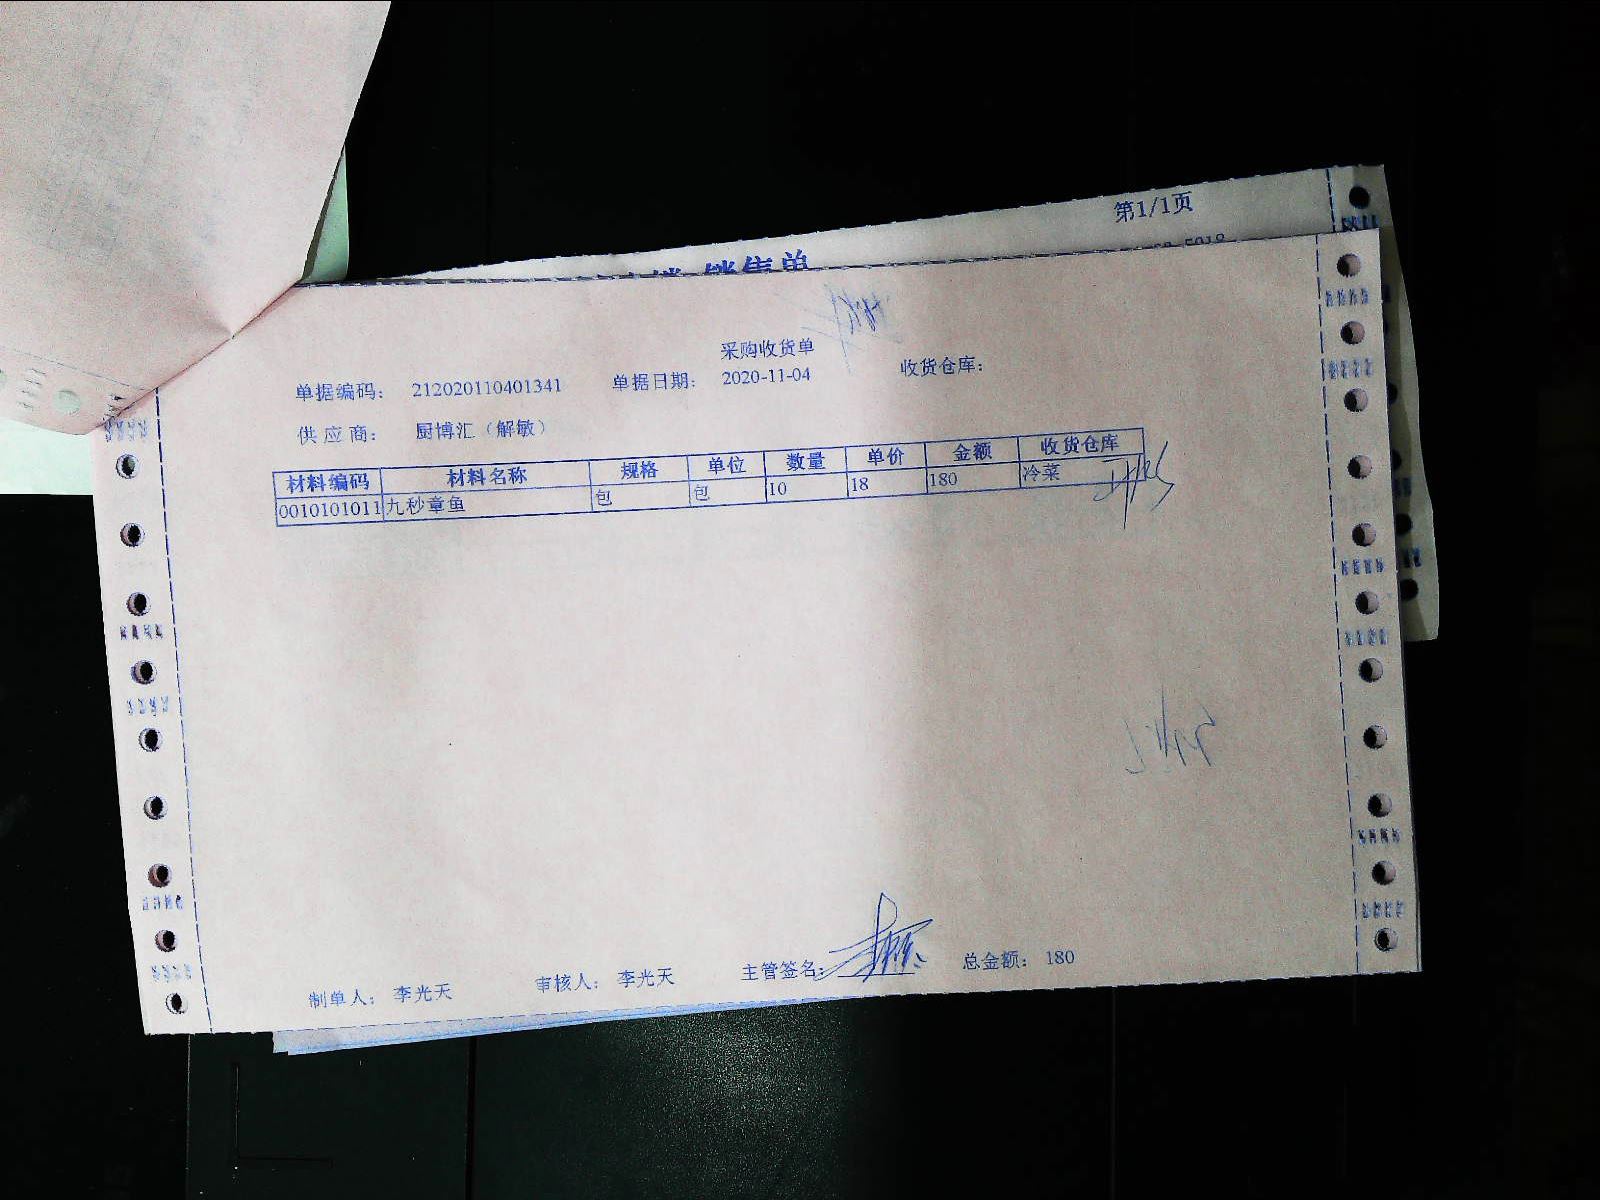 第1/1页
销售单
采购收货单
单据编码： 212020110401341 单据日期： 2020-11-04 收货仓库：
供应商： 厨博汇（解敏）
材料编码 材料名称 规格 单位 数量 单价 金额 收货仓库
0010101011 九秒章鱼 包 包 10 18 180 冷菜
制单人： 李光天 审核人： 李光天 主管签名： 总金额： 180